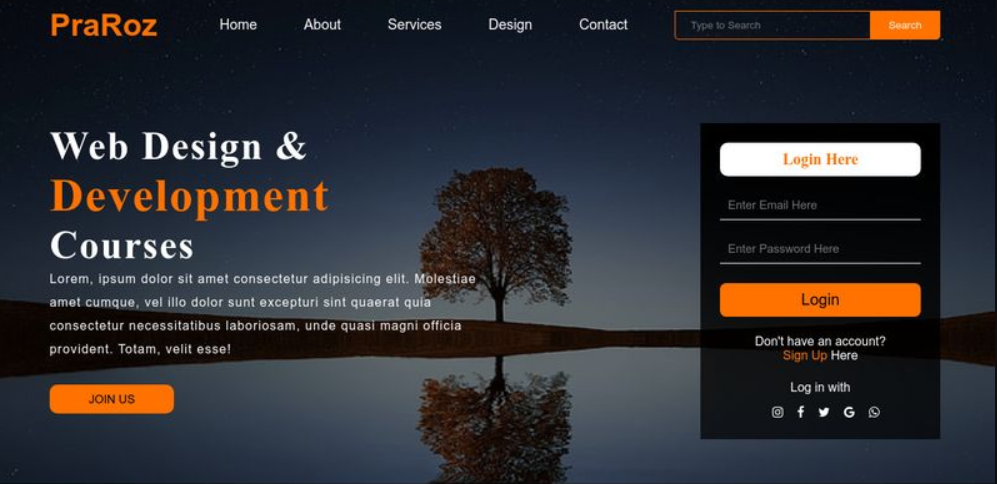 PraRoz
Home
About
Services
Design
Contact
Type to Search
Search
Web Design &
Development
Courses
Lorem, ipsum dolor sit amet consectetur adipisicing elit. Molestiae
amet cumque, vel illo dolor sunt excepturi sint quaerat quia
consectetur necessitatibus laboriosam, unde quasi magni officia
provident. Totam, velit esse!
JOIN US
Login Here
Enter Email Here
Enter Password Here
Login
Don't have an account?
Sign Up Here
Log in with